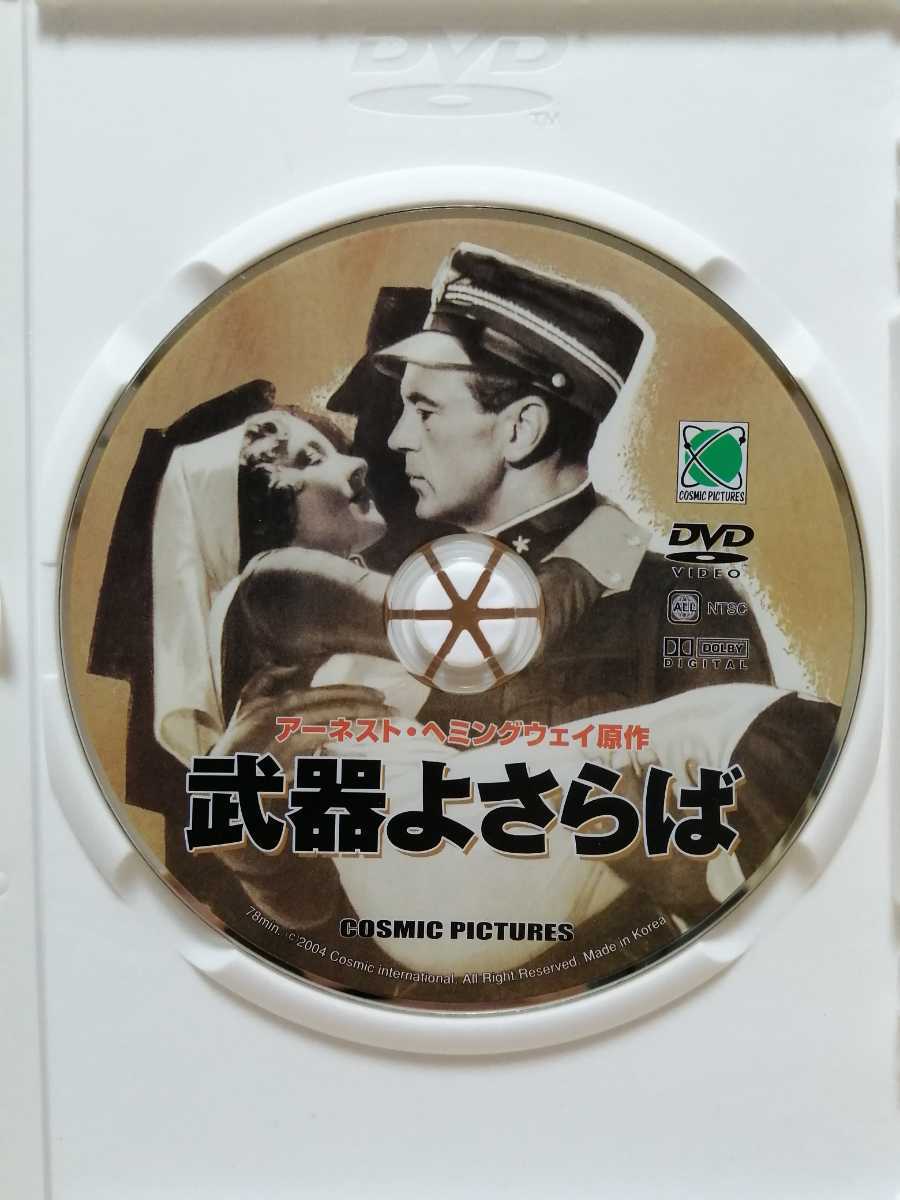 DVD
TM
COSMIC PICTURES
DVD
VIDEO
ALL NTSC
DOLBY
DIGITAL
アーネスト・ヘミングウェイ原作
武器よさらば
COSMIC PICTURES
78min. (c)2004 Cosmic international. All Right Reserved. Made in Korea